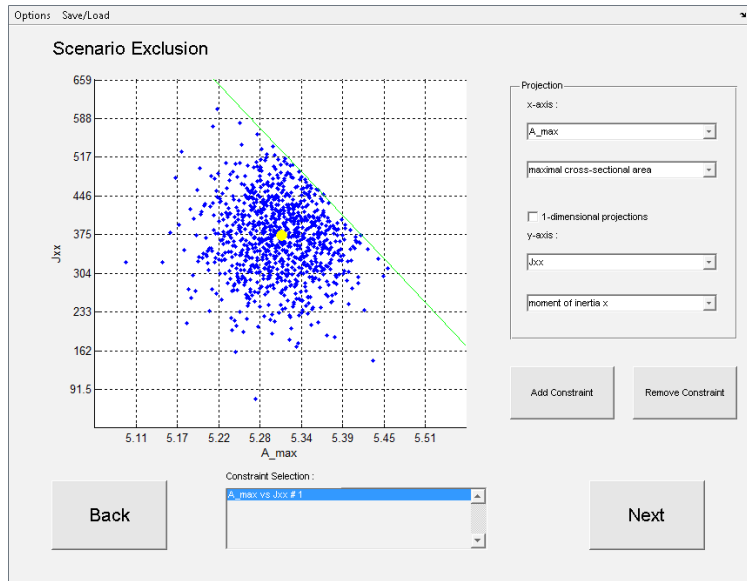 Options Save/Load
Scenario Exclusion
659
588
517
446
375
304
233
162
91.5
Jxx
5.11 5.17 5.22 5.28 5.34 5.39 5.45 5.51
A_max
Projection
x-axis :
A_max
maximal cross-sectional area
1-dimensional projections
y-axis :
Jxx
moment of inertia x
Add Constraint
Remove Constraint
Constraint Selection :
A_max vs Jxx # 1
Back
Next